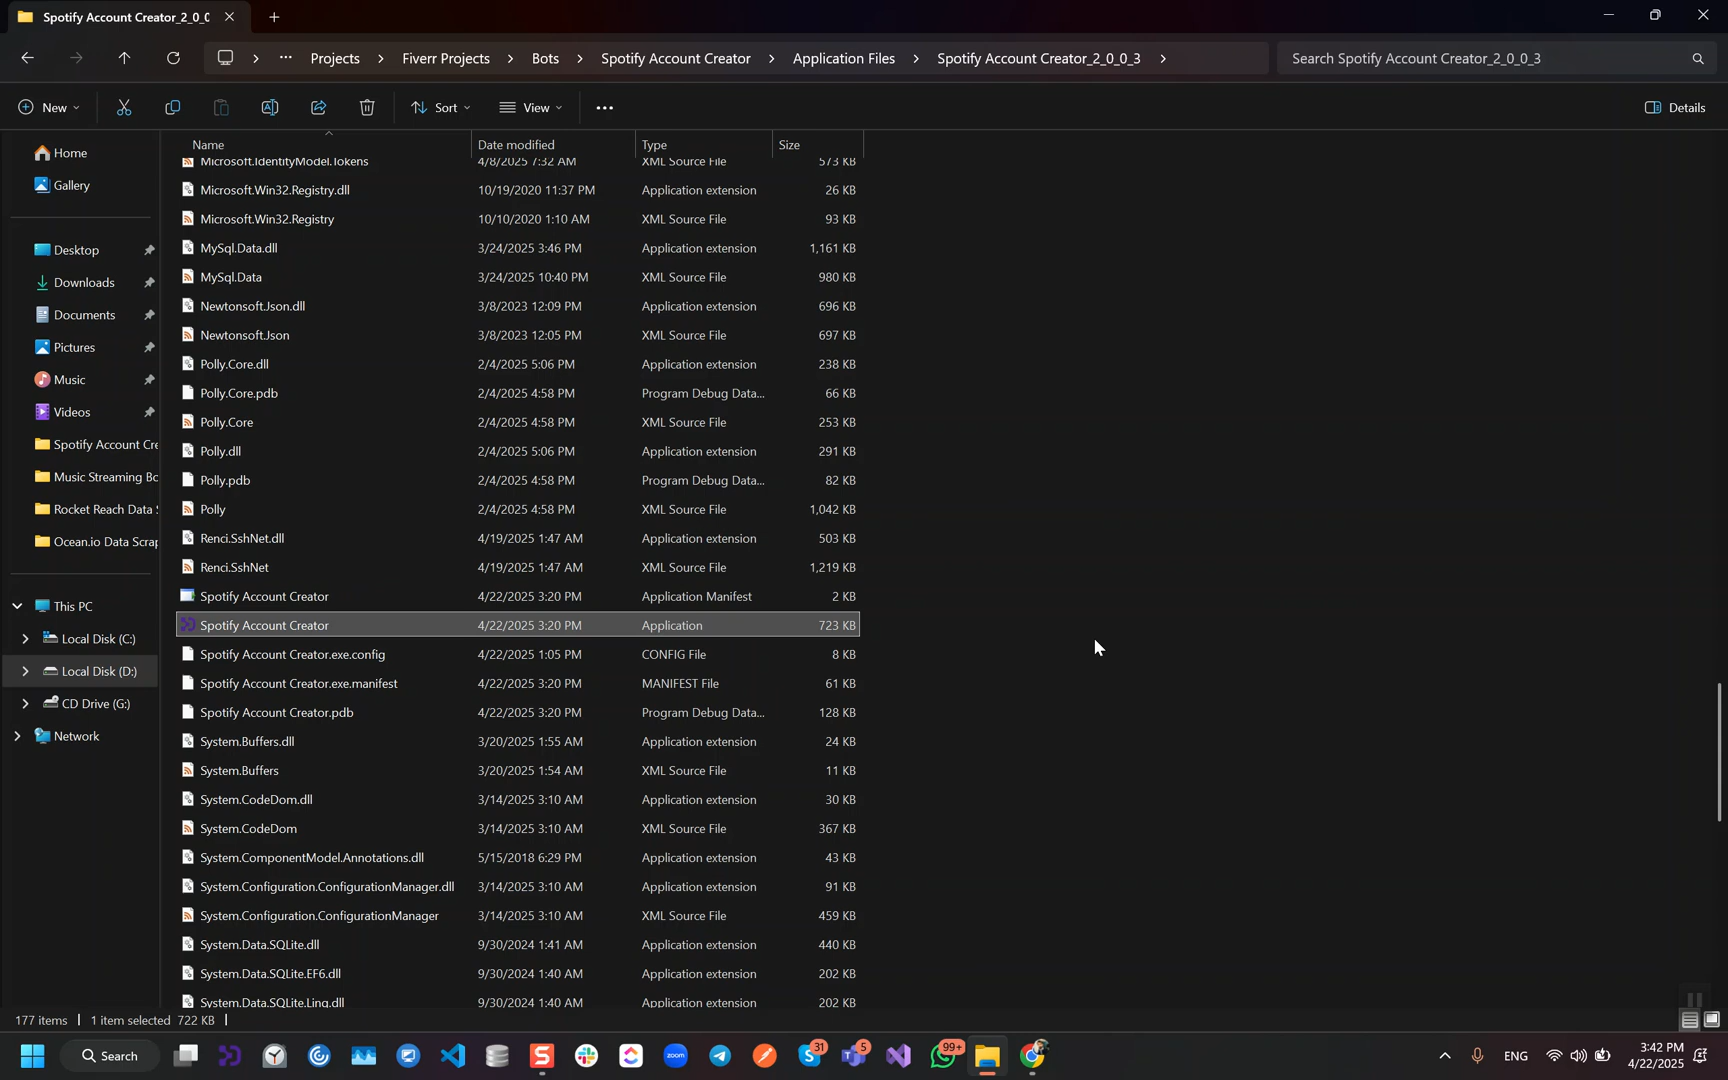 Spotify Account Creator_2_0_0
Projects > Fiverr Projects > Bots > Spotify Account Creator > Application Files > Spotify Account Creator_2_0_0_3 >
Search Spotify Account Creator_2_0_0_3
New Sort View Details
Name Date modified Type Size
Microsoft.IdentityModel.Tokens 4/8/2025 7:32 AM XML Source File 573 KB
Microsoft.Win32.Registry.dll 10/19/2020 11:37 PM Application extension 26 KB
Microsoft.Win32.Registry 10/10/2020 1:10 AM XML Source File 93 KB
MySql.Data.dll 3/24/2025 3:46 PM Application extension 1,161 KB
MySql.Data 3/24/2025 10:40 PM XML Source File 980 KB
Newtonsoft.Json.dll 3/8/2023 12:09 PM Application extension 696 KB
Newtonsoft.Json 3/8/2023 12:05 PM XML Source File 697 KB
Polly.Core.dll 2/4/2025 5:06 PM Application extension 238 KB
Polly.Core.pdb 2/4/2025 4:58 PM Program Debug Data... 66 KB
Polly.Core 2/4/2025 4:58 PM XML Source File 253 KB
Polly.dll 2/4/2025 5:06 PM Application extension 291 KB
Polly.pdb 2/4/2025 4:58 PM Program Debug Data... 82 KB
Polly 2/4/2025 4:58 PM XML Source File 1,042 KB
Renci.SshNet.dll 4/19/2025 1:47 AM Application extension 503 KB
Renci.SshNet 4/19/2025 1:47 AM XML Source File 1,219 KB
Spotify Account Creator 4/22/2025 3:20 PM Application Manifest 2 KB
Spotify Account Creator 4/22/2025 3:20 PM Application 723 KB
Spotify Account Creator.exe.config 4/22/2025 1:05 PM CONFIG File 8 KB
Spotify Account Creator.exe.manifest 4/22/2025 3:20 PM MANIFEST File 61 KB
Spotify Account Creator.pdb 4/22/2025 3:20 PM Program Debug Data... 128 KB
System.Buffers.dll 3/20/2025 1:55 AM Application extension 24 KB
System.Buffers 3/20/2025 1:54 AM XML Source File 11 KB
System.CodeDom.dll 3/14/2025 3:10 AM Application extension 30 KB
System.CodeDom 3/14/2025 3:10 AM XML Source File 367 KB
System.ComponentModel.Annotations.dll 5/15/2018 6:29 PM Application extension 43 KB
System.Configuration.ConfigurationManager.dll 3/14/2025 3:10 AM Application extension 91 KB
System.Configuration.ConfigurationManager 3/14/2025 3:10 AM XML Source File 459 KB
System.Data.SQLite.dll 9/30/2024 1:41 AM Application extension 440 KB
System.Data.SQLite.EF6.dll 9/30/2024 1:40 AM Application extension 202 KB
System.Data.SQLite.Linq.dll 9/30/2024 1:40 AM Application extension 202 KB
Home
Gallery
Desktop
Downloads
Documents
Pictures
Music
Videos
Spotify Account Cre
Music Streaming Bo
Rocket Reach Data S
Ocean.io Data Scrap
This PC
Local Disk (C:)
Local Disk (D:)
CD Drive (G:)
Network
177 items 1 item selected 722 KB
Search
zoom
31
5
99+
ENG
3:42 PM
4/22/2025